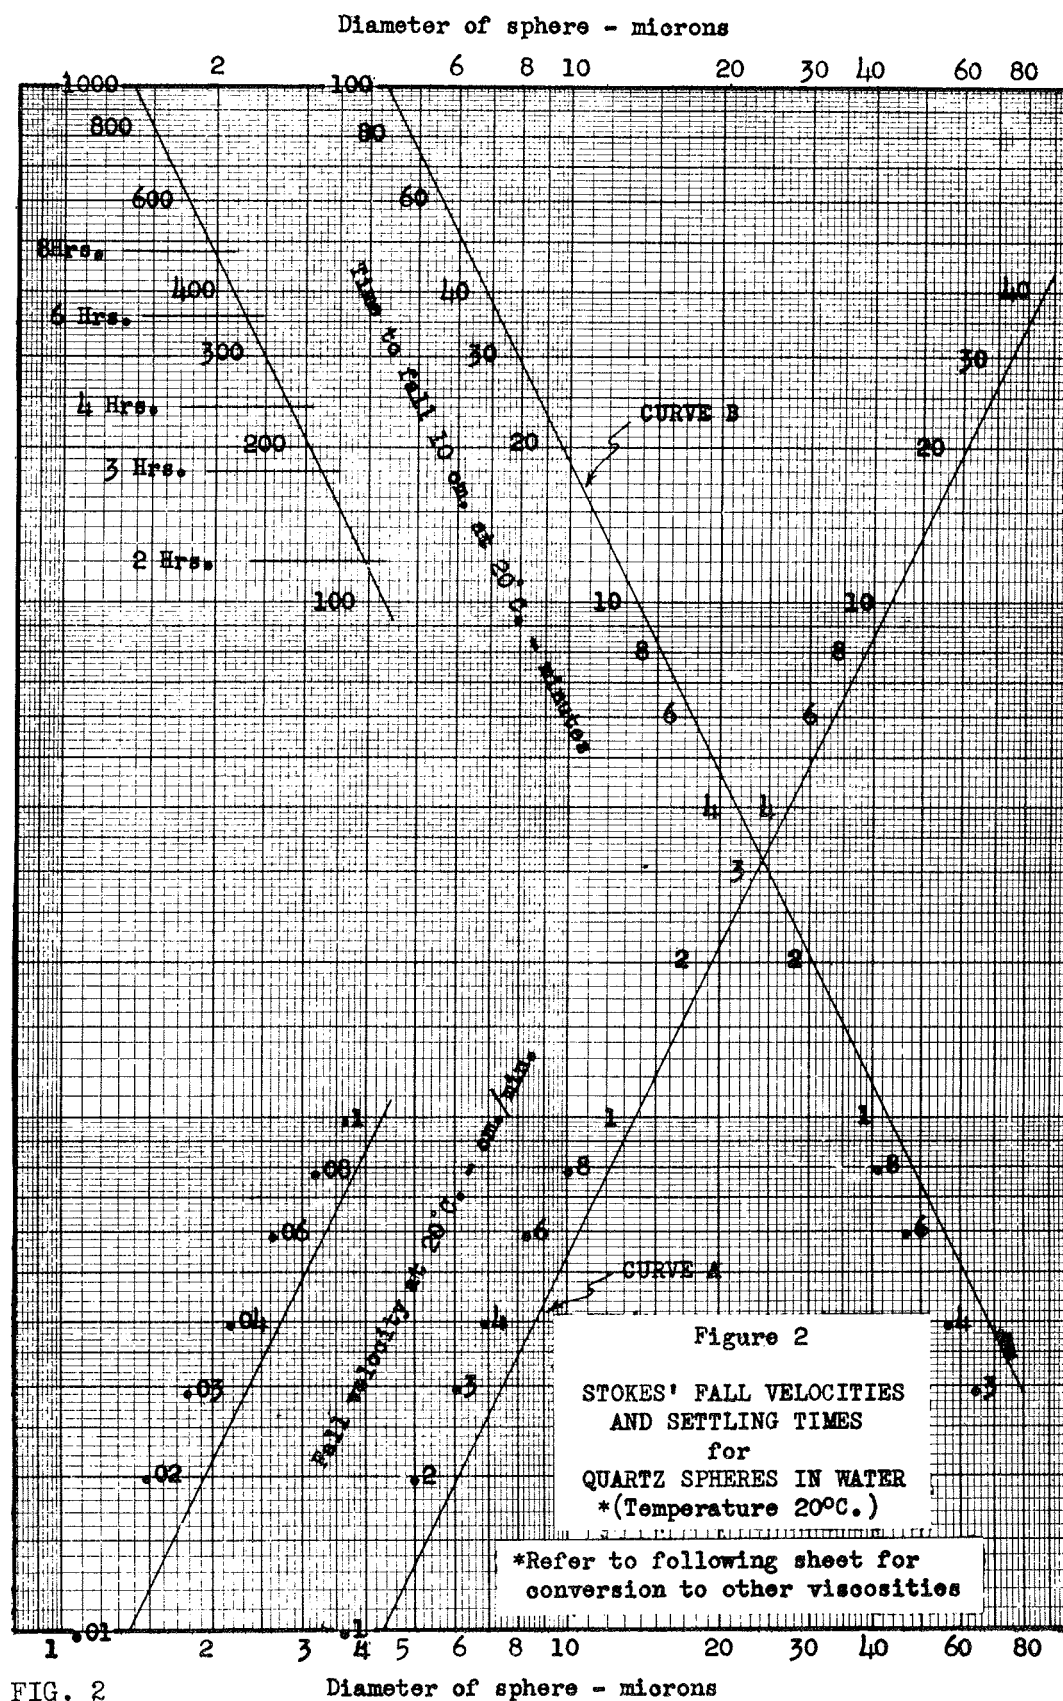 Diameter of sphere - microns
2 6 8 10 20 30 40 60 80
1000 100
800 80
600 60
8Hrs.
400 40 40
6 Hrs.
300 30 30
4 Hrs.
CURVE B
200 20 20
3 Hrs.
Time to fall 10 cm. at 20°C. - minutes
2 Hrs.
100 10 10
8 8
6 6
4 4
3
2 2
Fall velocity at 20°C. - cm./min.
.1 1 1
.08 .8 .8
.06 .6 .6
CURVE A
.04 .4 .4
.03 .3 .3
.02 .2
Figure 2
STOKES' FALL VELOCITIES
AND SETTLING TIMES
for
QUARTZ SPHERES IN WATER
*(Temperature 20°C.)
*Refer to following sheet for
conversion to other viscosities
.01 .1
1 2 3 4 5 6 8 10 20 30 40 60 80
FIG. 2 Diameter of sphere - microns